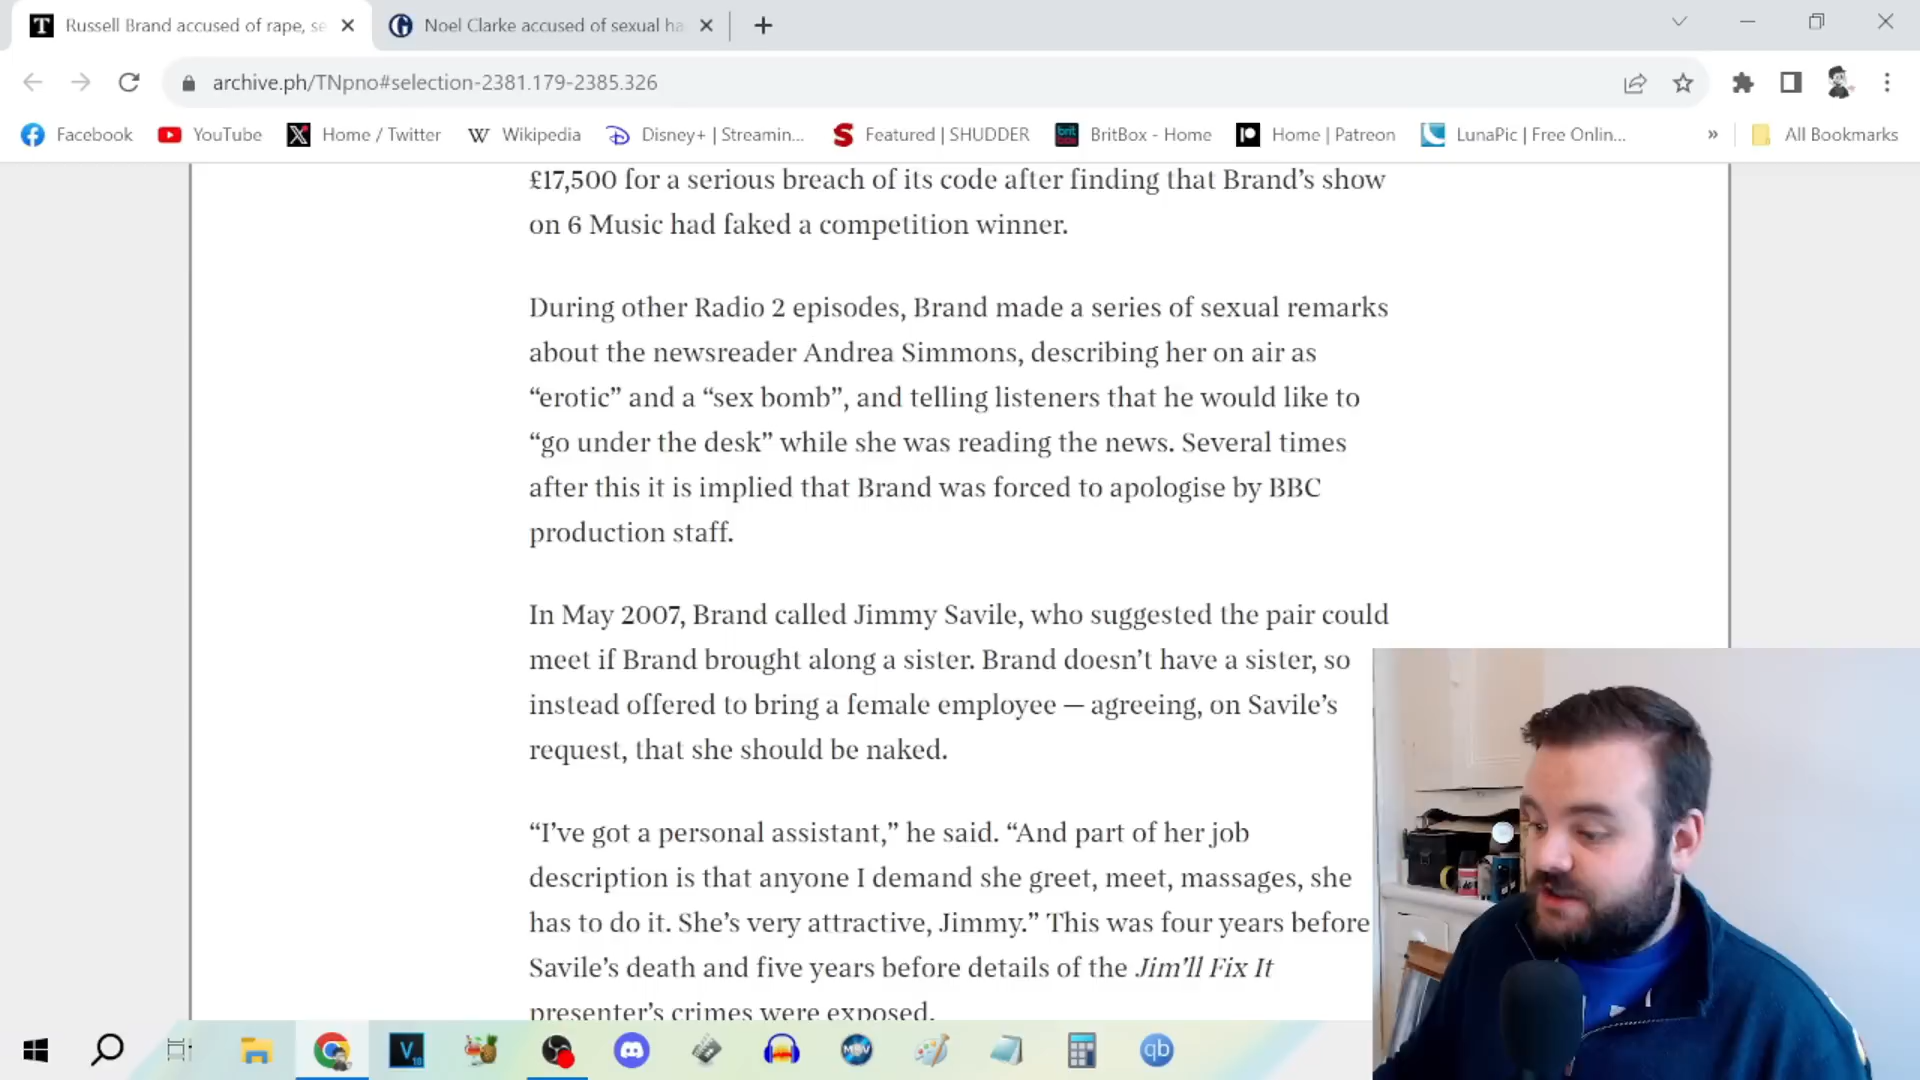 Russell Brand accused of rape, se
Noel Clarke accused of sexual ha
archive.ph/TNpno#selection-2381.179-2385.326
Facebook YouTube Home / Twitter Wikipedia Disney+ | Streamin... Featured | SHUDDER BritBox - Home Home | Patreon LunaPic | Free Onlin... » All Bookmarks
£17,500 for a serious breach of its code after finding that Brand’s show
on 6 Music had faked a competition winner.
During other Radio 2 episodes, Brand made a series of sexual remarks
about the newsreader Andrea Simmons, describing her on air as
“erotic” and a “sex bomb”, and telling listeners that he would like to
“go under the desk” while she was reading the news. Several times
after this it is implied that Brand was forced to apologise by BBC
production staff.
In May 2007, Brand called Jimmy Savile, who suggested the pair could
meet if Brand brought along a sister. Brand doesn’t have a sister, so
instead offered to bring a female employee — agreeing, on Savile’s
request, that she should be naked.
“I’ve got a personal assistant,” he said. “And part of her job
description is that anyone I demand she greet, meet, massages, she
has to do it. She’s very attractive, Jimmy.” This was four years before
Savile’s death and five years before details of the Jim’ll Fix It
presenter’s crimes were exposed.